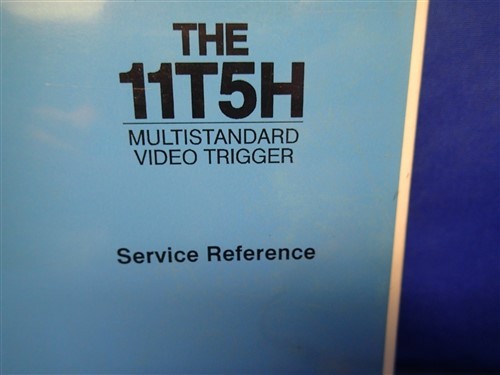 THE
11T5H
MULTISTANDARD
VIDEO TRIGGER
Service Reference